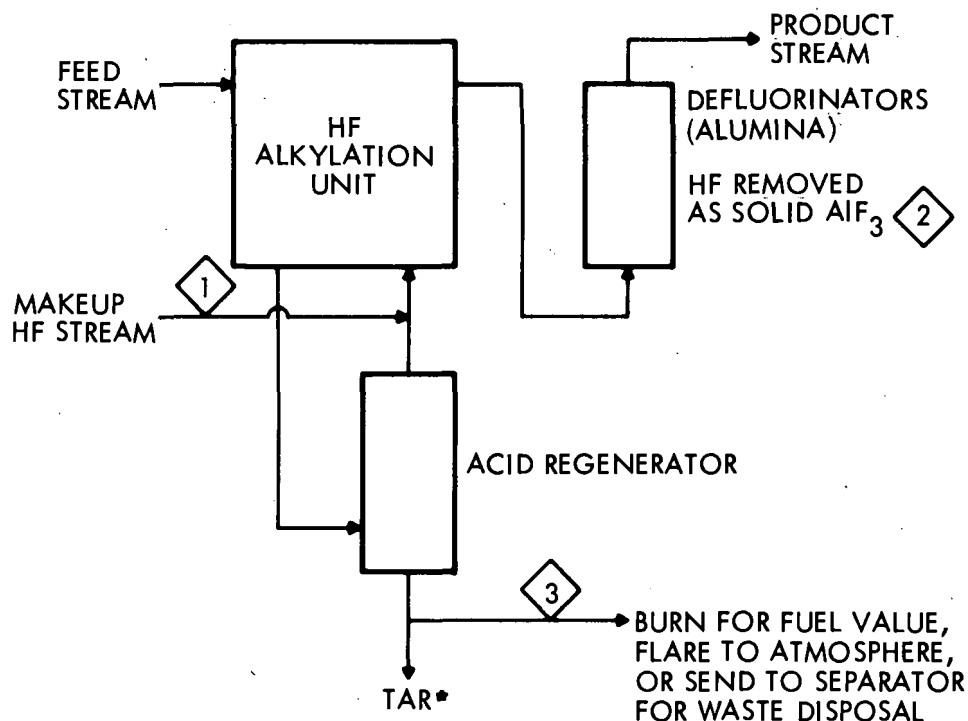 PRODUCT
STREAM
FEED
STREAM
HF
ALKYLATION
UNIT
DEFLUORINATORS
(ALUMINA)
HF REMOVED
AS SOLID AlF3
2
1
MAKEUP
HF STREAM
ACID REGENERATOR
3
BURN FOR FUEL VALUE,
FLARE TO ATMOSPHERE,
OR SEND TO SEPARATOR
FOR WASTE DISPOSAL
TAR*